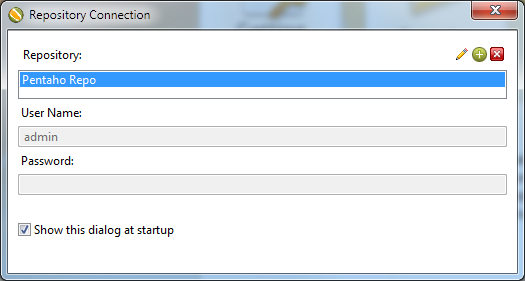 Repository Connection
Repository:
Pentaho Repo
User Name:
admin
Password:
Show this dialog at startup